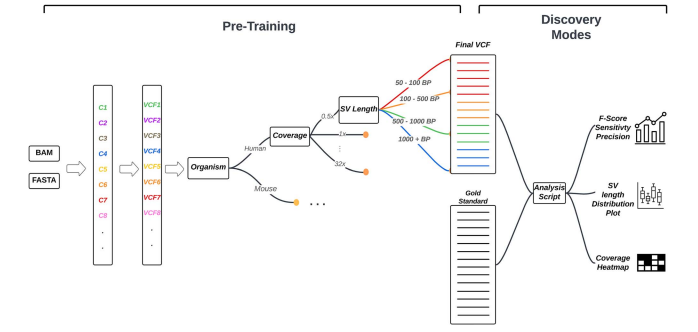 Pre-Training
Discovery
Modes
Final VCF
50 - 100 BP
100 - 500 BP
500 - 1000 BP
1000 + BP
SV Length
0.5x
1x
32x
Coverage
Human
Organism
Mouse
BAM
FASTA
C1
C2
C3
C4
C5
C6
C7
C8
VCF1
VCF2
VCF3
VCF4
VCF5
VCF6
VCF7
VCF8
Gold
Standard
Analysis
Script
F-Score
Sensitivty
Precision
SV
length
Distribution
Plot
Coverage
Heatmap